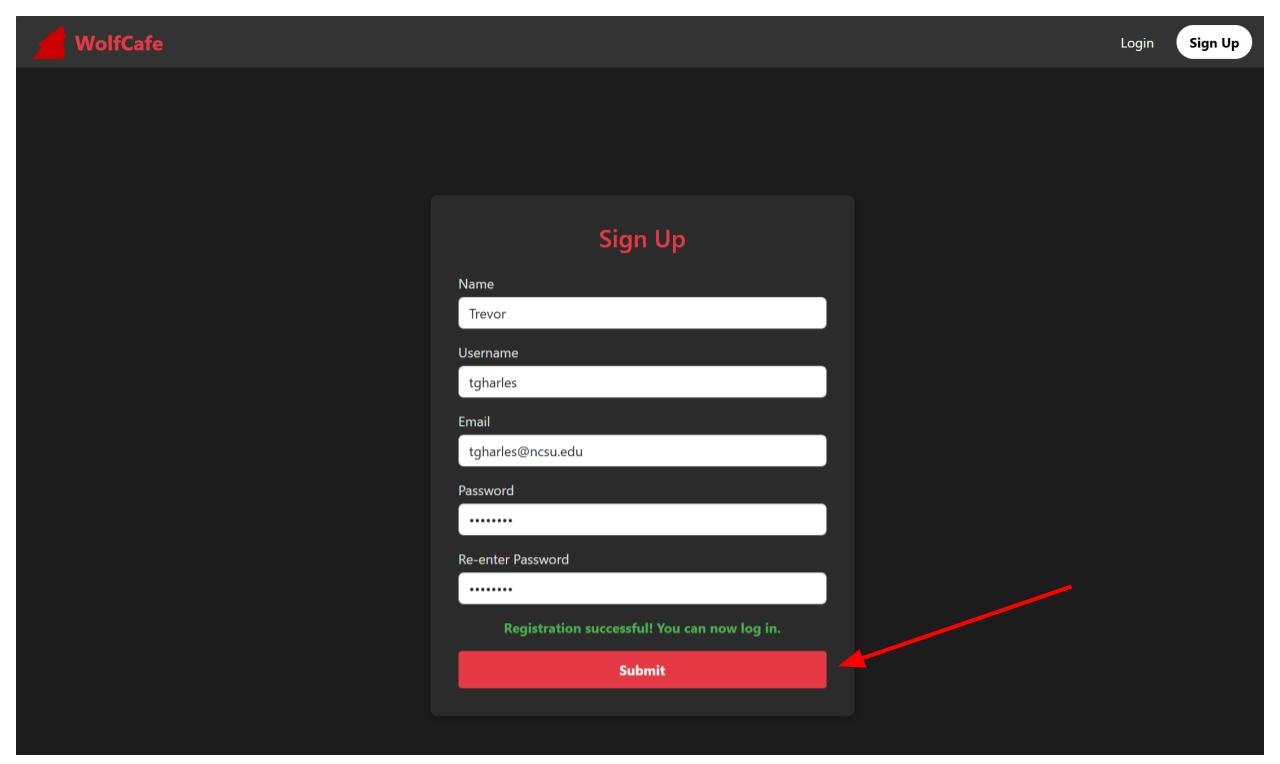 WolfCafe
Login
Sign Up
Sign Up
Name
Trevor
Username
tgharles
Email
tgharles@ncsu.edu
Password
••••••••
Re-enter Password
••••••••
Registration successful! You can now log in.
Submit